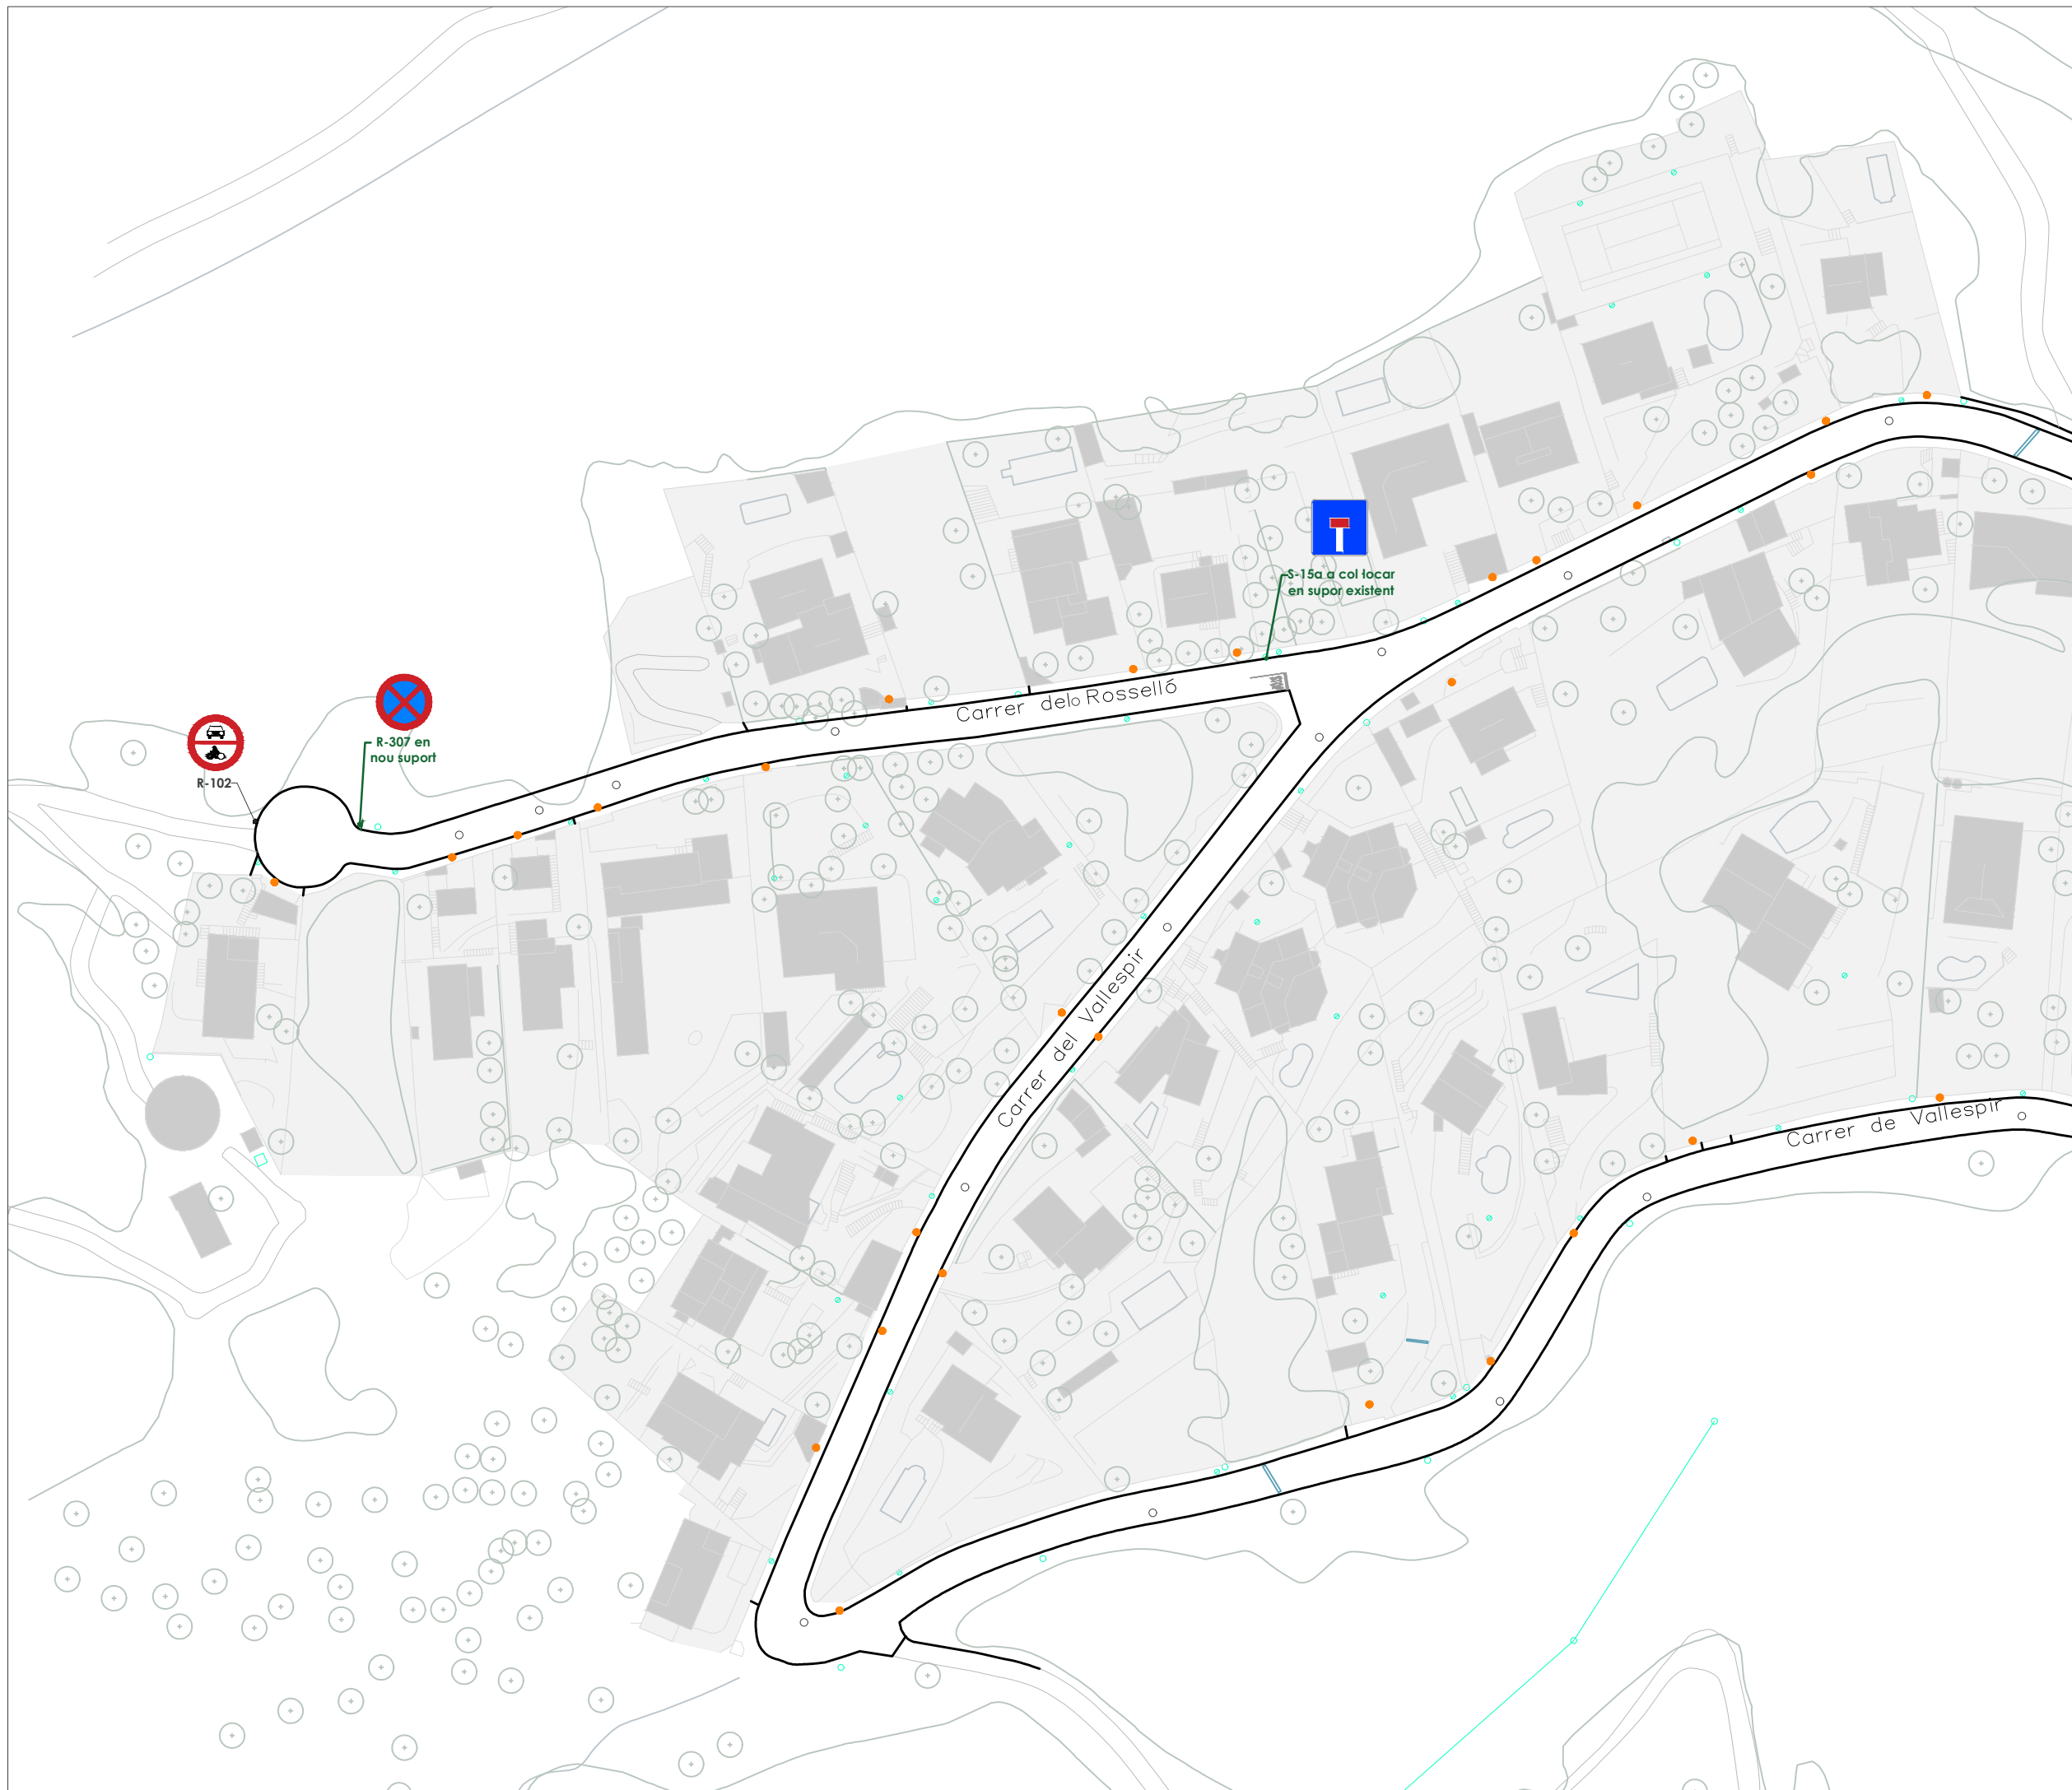 S-15a a col·locar
en supor existent
Carrer delo Rosselló
R-307 en
nou suport
R-102
Carrer del Vallespir
Carrer de Vallespir